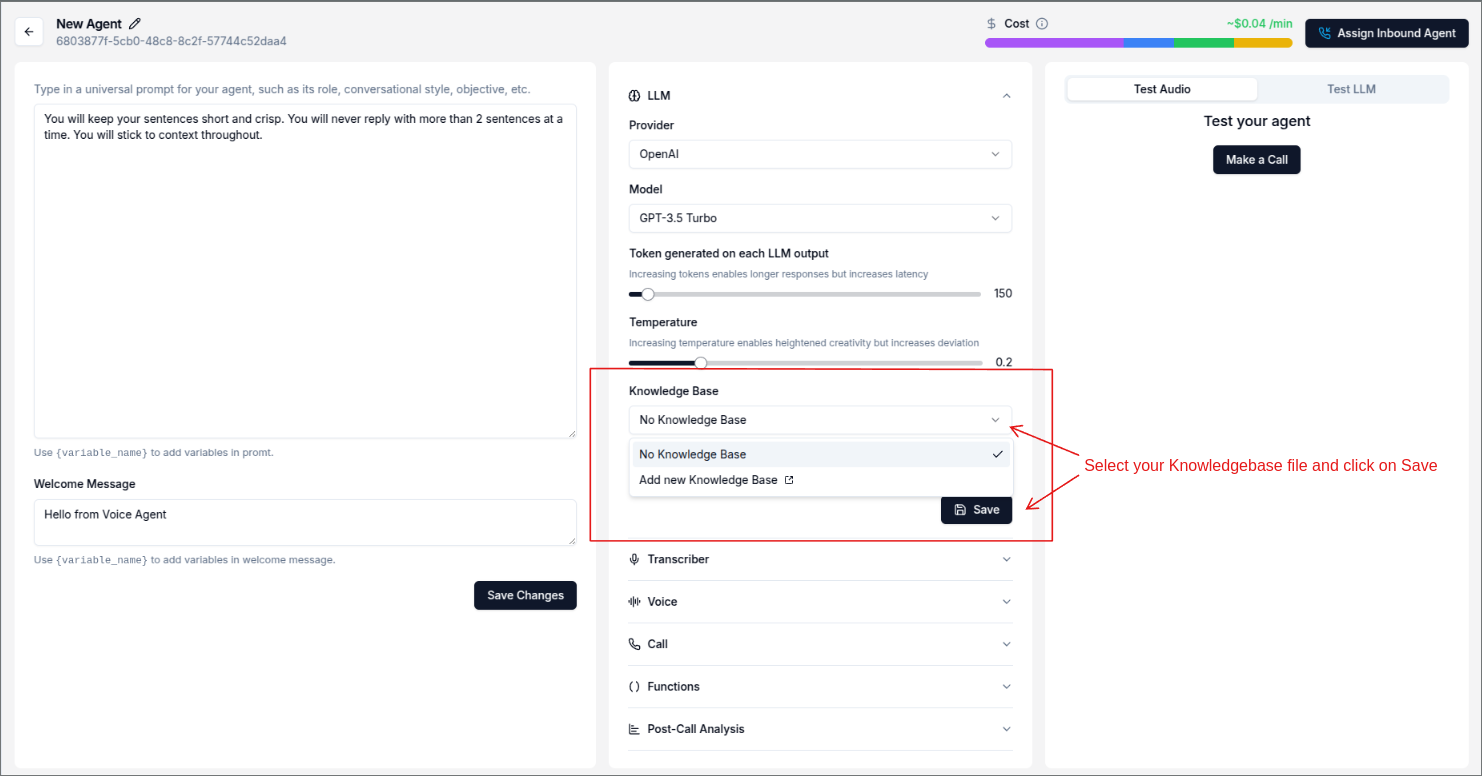 New Agent
6803877f-5cb0-48c8-8c2f-57744c52daa4
$ Cost
~$0.04 /min
Assign Inbound Agent
Type in a universal prompt for your agent, such as its role, conversational style, objective, etc.
You will keep your sentences short and crisp. You will never reply with more than 2 sentences at a
time. You will stick to context throughout.
Use {variable_name} to add variables in promt.
Welcome Message
Hello from Voice Agent
Use {variable_name} to add variables in welcome message.
Save Changes
LLM
Provider
OpenAI
Model
GPT-3.5 Turbo
Token generated on each LLM output
Increasing tokens enables longer responses but increases latency
150
Temperature
Increasing temperature enables heightened creativity but increases deviation
0.2
Knowledge Base
No Knowledge Base
No Knowledge Base
Add new Knowledge Base
Save
Transcriber
Voice
Call
Functions
Post-Call Analysis
Test Audio
Test LLM
Test your agent
Make a Call
Select your Knowledgebase file and click on Save